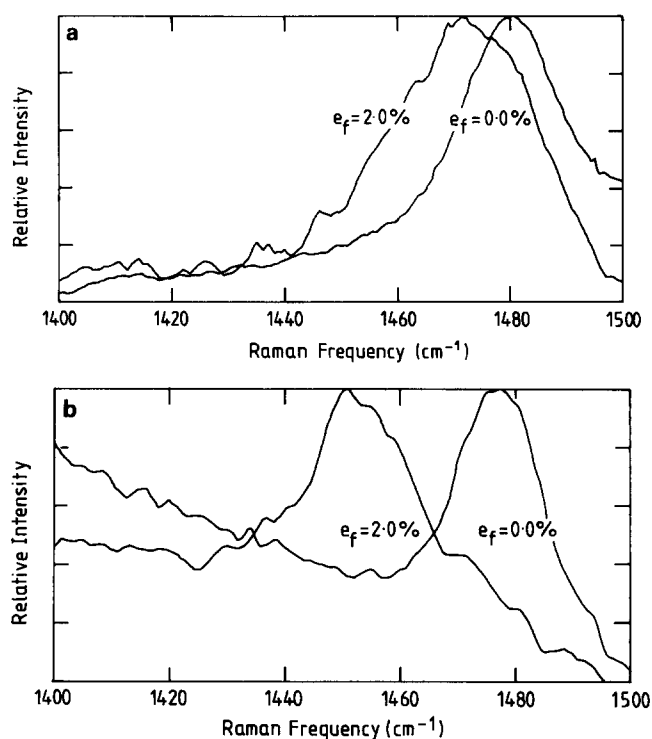 a
Relative Intensity
e_f=2·0%
e_f=0·0%
1400 1420 1440 1460 1480 1500
Raman Frequency (cm⁻¹)
b
Relative Intensity
e_f=2·0%
e_f=0·0%
1400 1420 1440 1460 1480 1500
Raman Frequency (cm⁻¹)